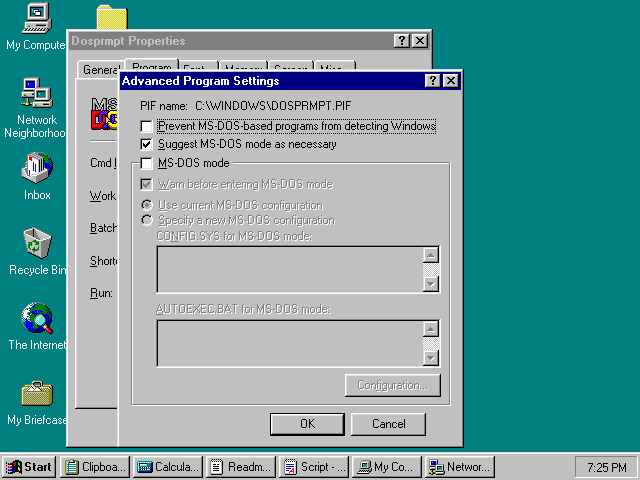 My Compute
Network
Neighborhoo
Inbox
Recycle Bin
The Internet
My Briefcase
Dosprmpt Properties
General
Program
Font
Memory
Screen
Misc
MS
Cmd l
Work
Batch
Shortc
Run:
Advanced Program Settings
PIF name: C:\WINDOWS\DOSPRMPT.PIF
Prevent MS-DOS-based programs from detecting Windows
Suggest MS-DOS mode as necessary
MS-DOS mode
Warn before entering MS-DOS mode
Use current MS-DOS configuration
Specify a new MS-DOS configuration
CONFIG.SYS for MS-DOS mode:
AUTOEXEC.BAT for MS-DOS mode:
Configuration...
OK
Cancel
Start
Clipboa...
Calcula...
Readm...
Script - ...
My Co...
Networ...
7:25 PM